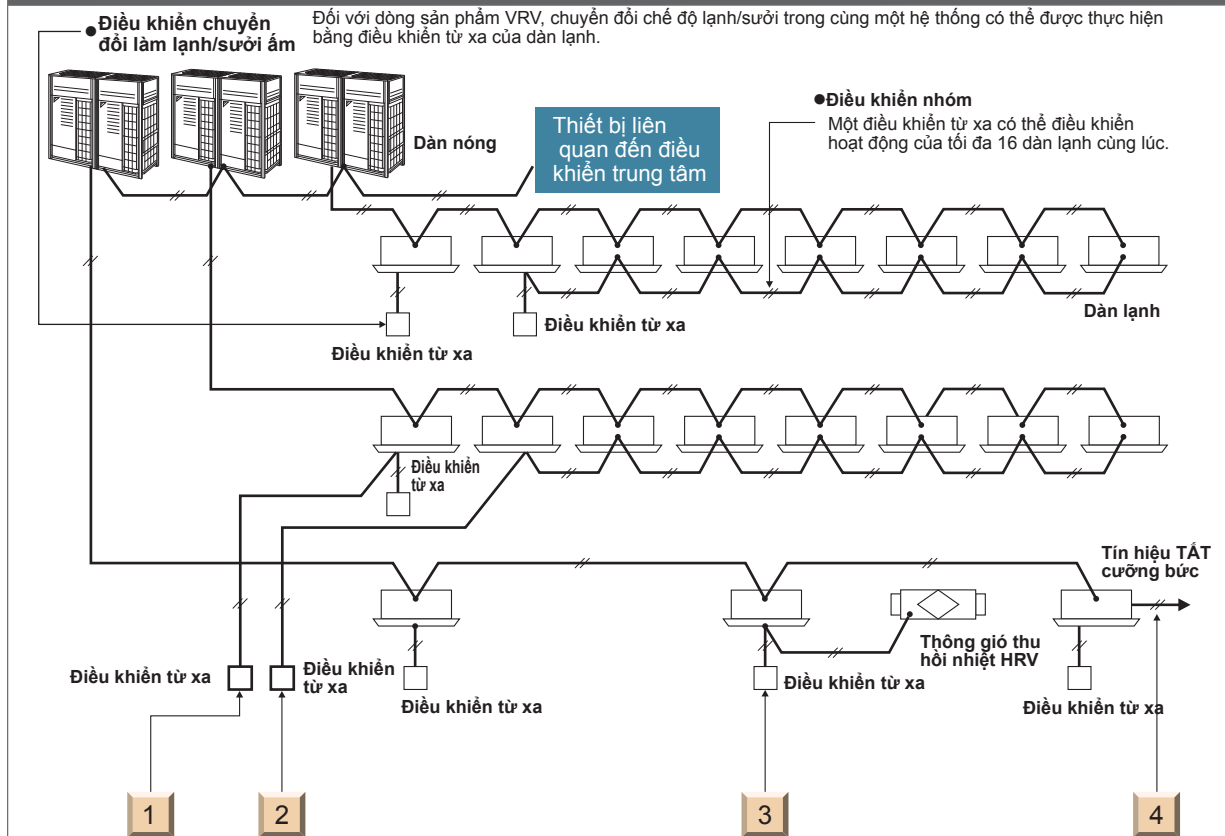 ●Điều khiển chuyển
đổi làm lạnh/sưởi ấm
Đối với dòng sản phẩm VRV, chuyển đổi chế độ lạnh/sưởi trong cùng một hệ thống có thể được thực hiện
bằng điều khiển từ xa của dàn lạnh.
Dàn nóng
Thiết bị liên
quan đến điều
khiển trung tâm
●Điều khiển nhóm
Một điều khiển từ xa có thể điều khiển
hoạt động của tối đa 16 dàn lạnh cùng lúc.
Dàn lạnh
Điều khiển từ xa
Điều khiển từ xa
Điều khiển
từ xa
Tín hiệu TẮT
cưỡng bức
Thông gió thu
hồi nhiệt HRV
Điều khiển từ xa
Điều khiển
từ xa
Điều khiển từ xa
Điều khiển từ xa
Điều khiển từ xa
1
2
3
4